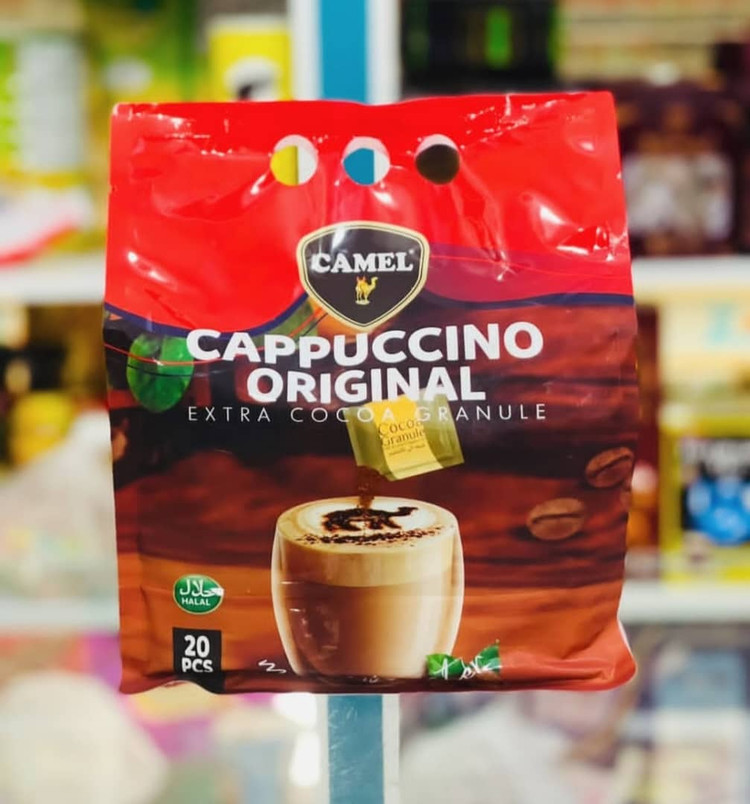 CAMEL
CAPPUCCINO
ORIGINAL
EXTRA COCOA GRANULE
Cocoa
Granule
حلال
HALAL
20
PCS